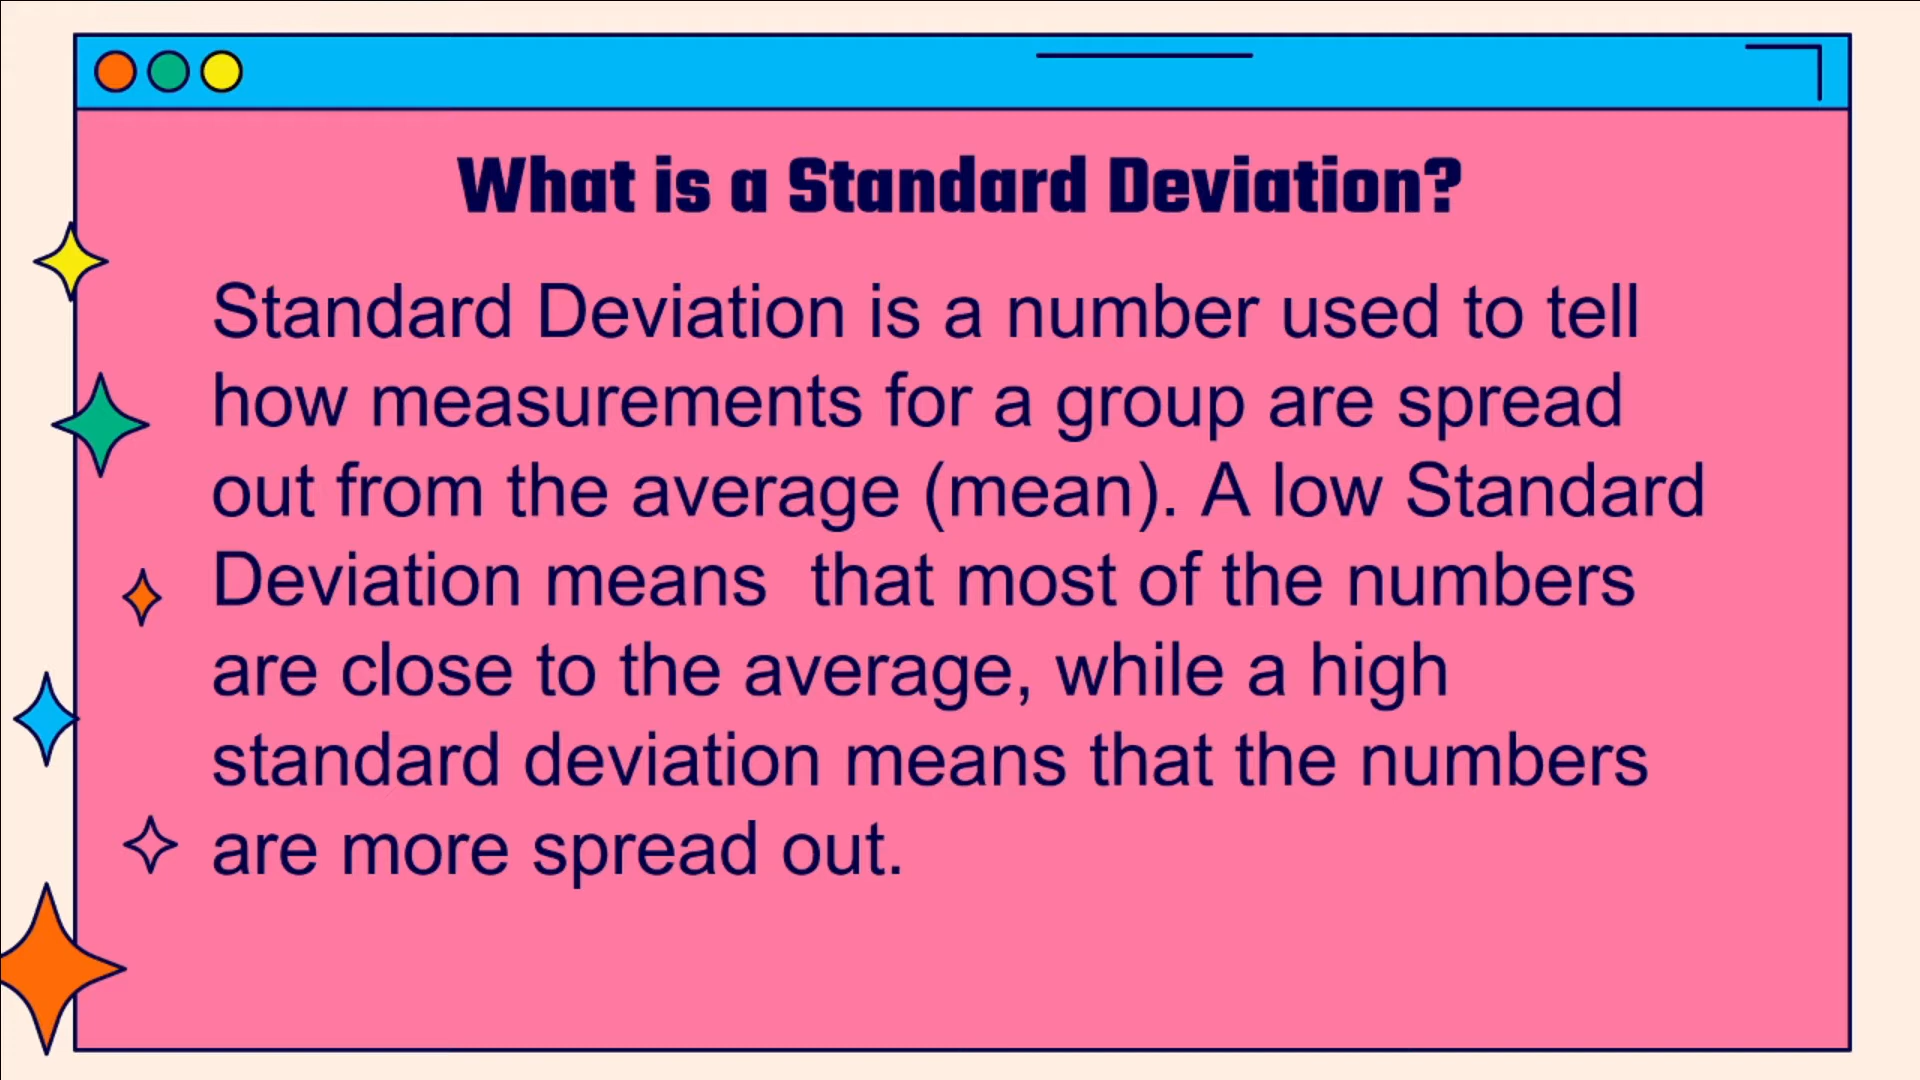 What is a Standard Deviation?
Standard Deviation is a number used to tell
how measurements for a group are spread
out from the average (mean). A low Standard
Deviation means  that most of the numbers
are close to the average, while a high
standard deviation means that the numbers
are more spread out.